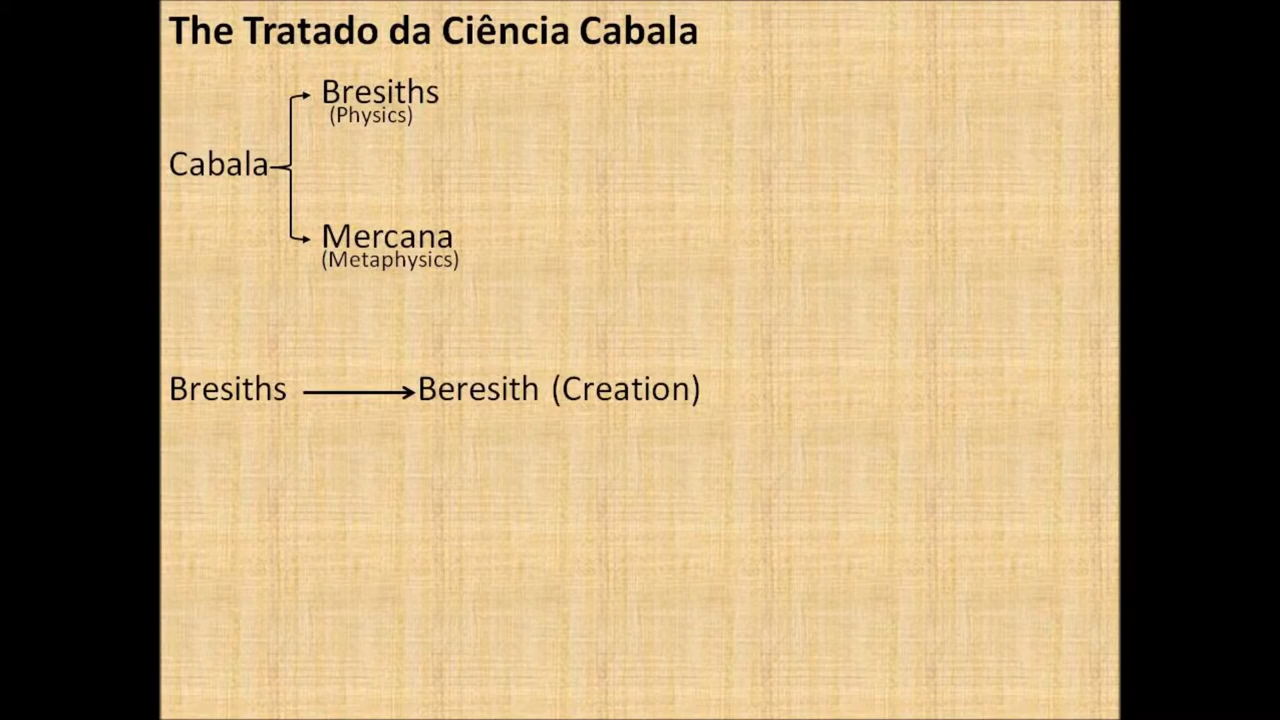 The Tratado da Ciência Cabala
Bresiths
(Physics)
Cabala
Mercana
(Metaphysics)
Bresiths Beresith (Creation)